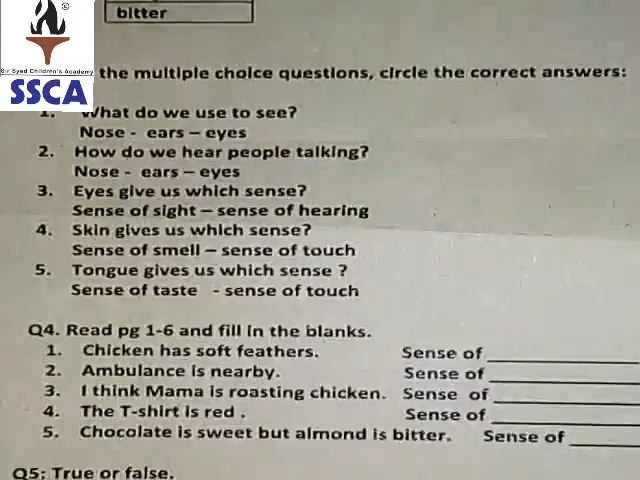 bitter
©
Sir Syed Children's Academy
SSCA
the multiple choice questions, circle the correct answers:
1. What do we use to see?
Nose - ears – eyes
2. How do we hear people talking?
Nose - ears – eyes
3. Eyes give us which sense?
Sense of sight – sense of hearing
4. Skin gives us which sense?
Sense of smell – sense of touch
5. Tongue gives us which sense ?
Sense of taste - sense of touch
Q4. Read pg 1-6 and fill in the blanks.
1. Chicken has soft feathers. Sense of
2. Ambulance is nearby. Sense of
3. I think Mama is roasting chicken. Sense of
4. The T-shirt is red . Sense of
5. Chocolate is sweet but almond is bitter. Sense of
Q5: True or false.